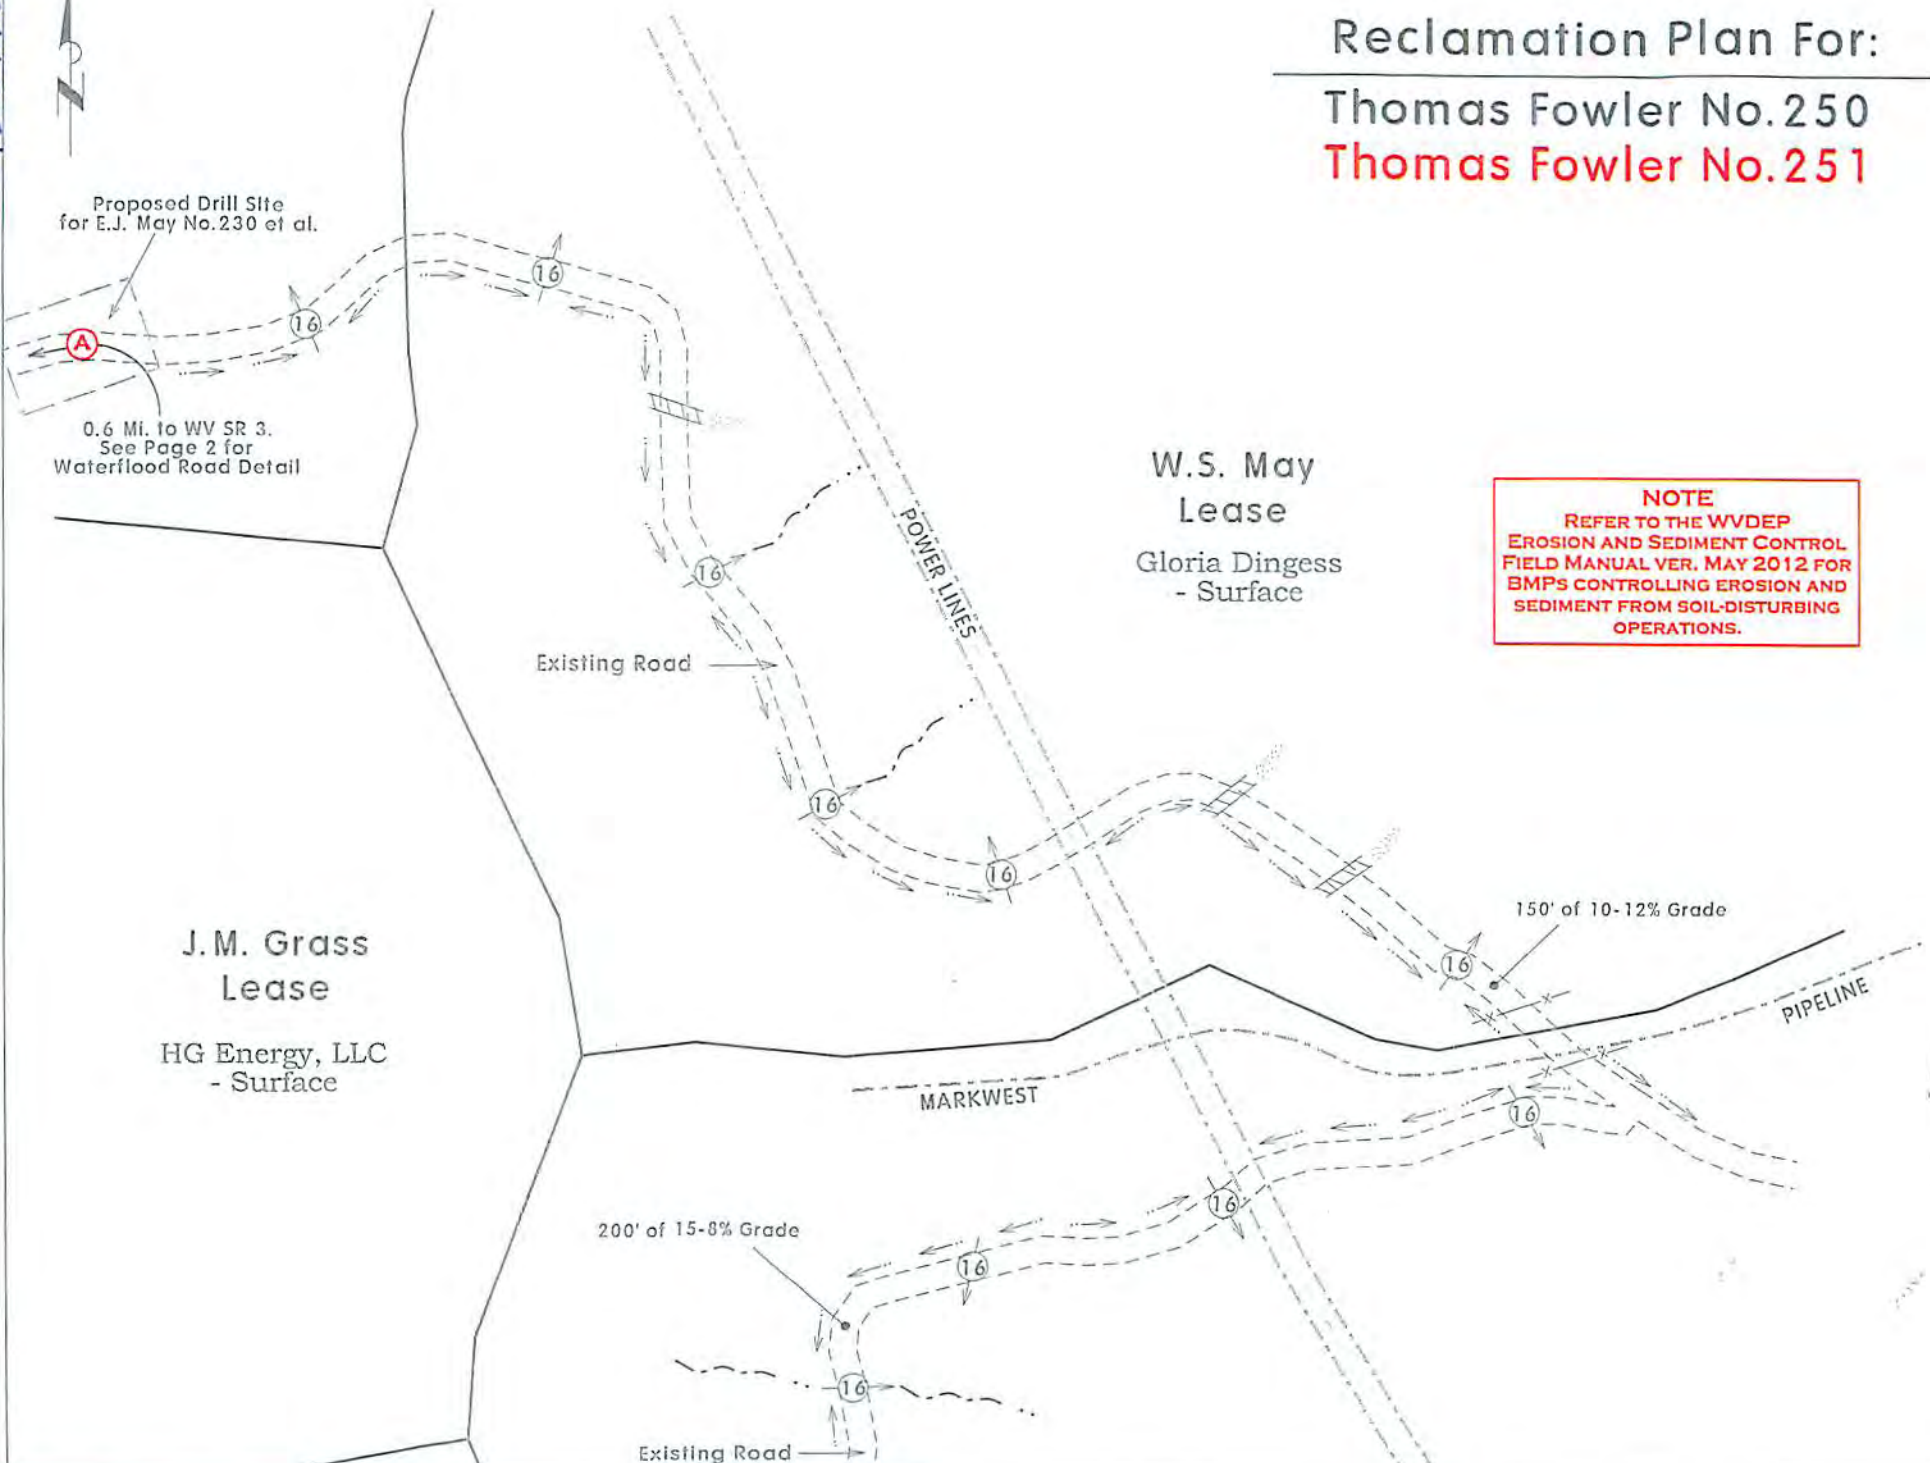 Reclamation Plan For:
Thomas Fowler No.250
Thomas Fowler No.251
N
Proposed Drill Site
for E.J. May No.230 et al.
16
16
A
0.6 Mi. to WV SR 3.
See Page 2 for
Waterflood Road Detail
W.S. May
Lease
Gloria Dingess
- Surface
NOTE
REFER TO THE WVDEP
EROSION AND SEDIMENT CONTROL
FIELD MANUAL VER. MAY 2012 FOR
BMPS CONTROLLING EROSION AND
SEDIMENT FROM SOIL-DISTURBING
OPERATIONS.
POWER LINES
16
Existing Road
16
16
150' of 10-12% Grade
16
J.M. Grass
Lease
HG Energy, LLC
- Surface
PIPELINE
MARKWEST
16
16
200' of 15-8% Grade
16
16
Existing Road